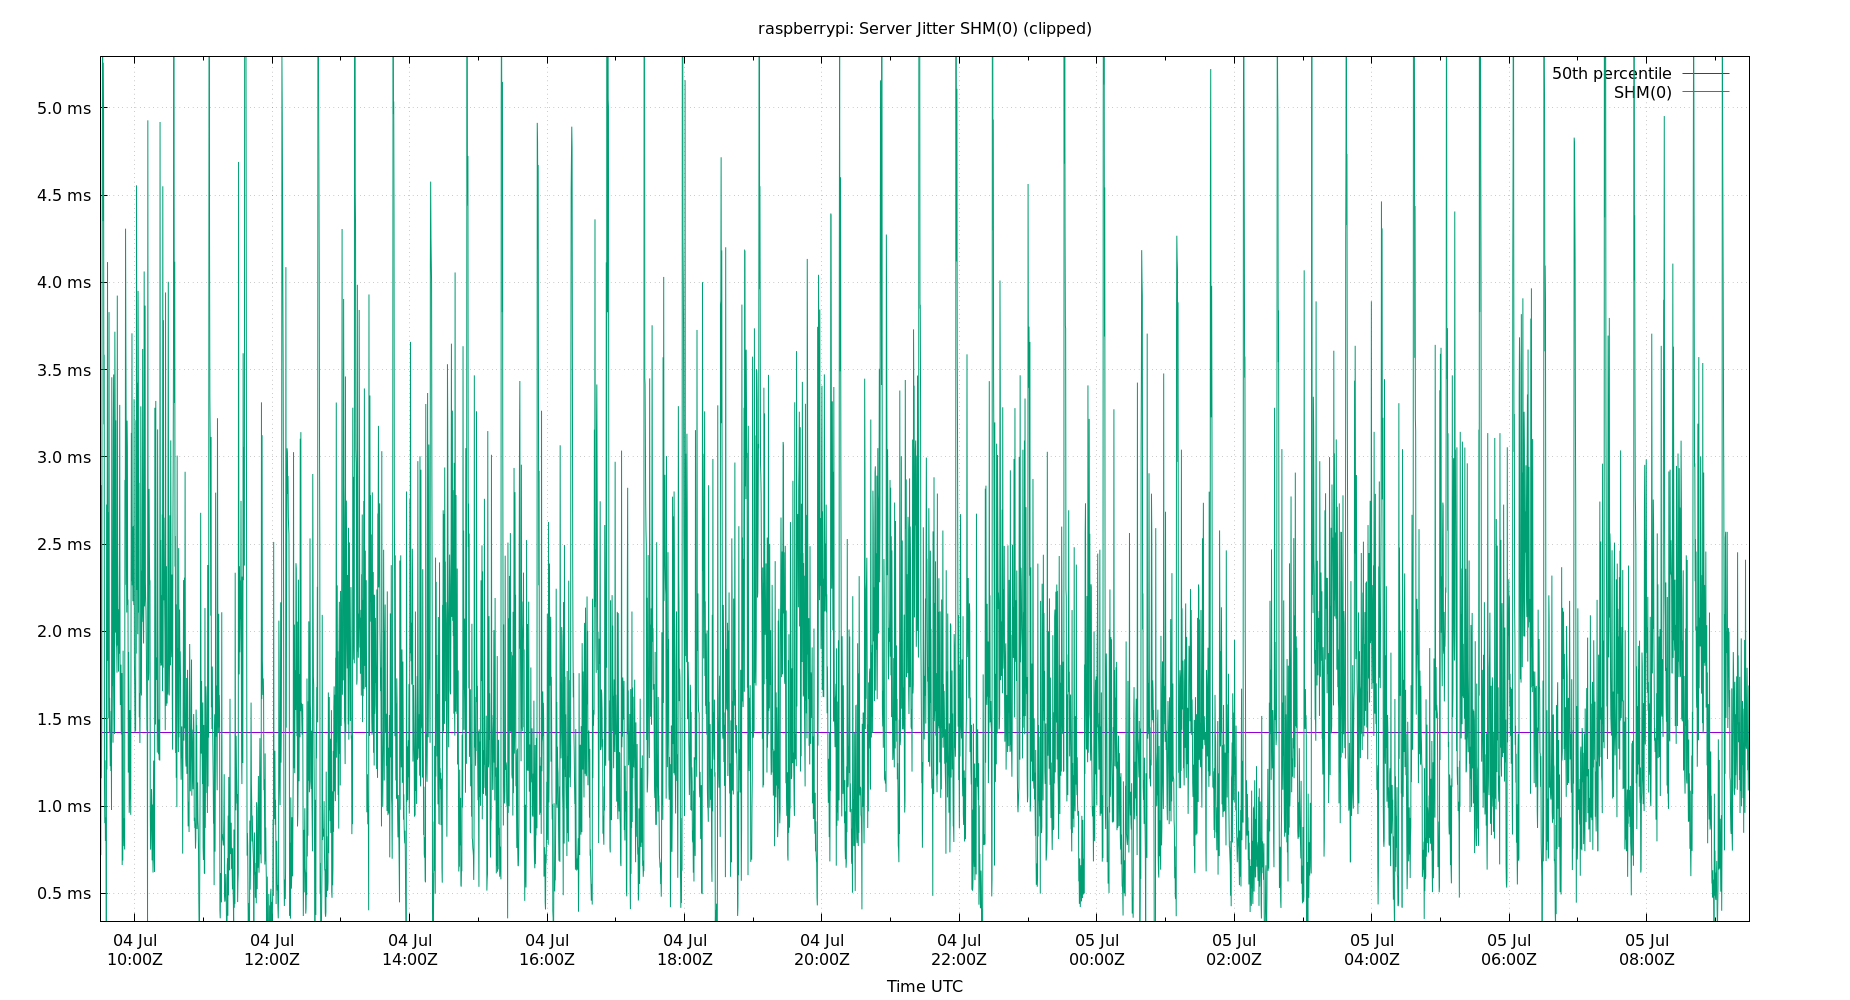 raspberrypi: Server Jitter SHM(0) (clipped)
50th percentile
SHM(0)
5.0 ms
4.5 ms
4.0 ms
3.5 ms
3.0 ms
2.5 ms
2.0 ms
1.5 ms
1.0 ms
0.5 ms
04 Jul 04 Jul 04 Jul 04 Jul 04 Jul 04 Jul 04 Jul 05 Jul 05 Jul 05 Jul 05 Jul 05 Jul
10:00Z 12:00Z 14:00Z 16:00Z 18:00Z 20:00Z 22:00Z 00:00Z 02:00Z 04:00Z 06:00Z 08:00Z
Time UTC